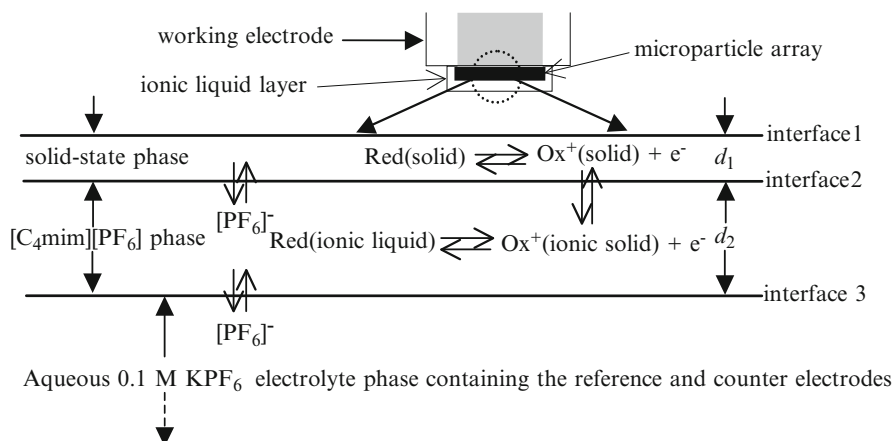 working electrode
microparticle array
ionic liquid layer
interface1
solid-state phase
Red(solid) Ox⁺(solid) + e⁻ d₁
interface2
[PF₆]⁻
[C₄mim][PF₆] phase
Red(ionic liquid) Ox⁺(ionic solid) + e⁻ d₂
interface 3
[PF₆]⁻
Aqueous 0.1 M KPF₆ electrolyte phase containing the reference and counter electrodes